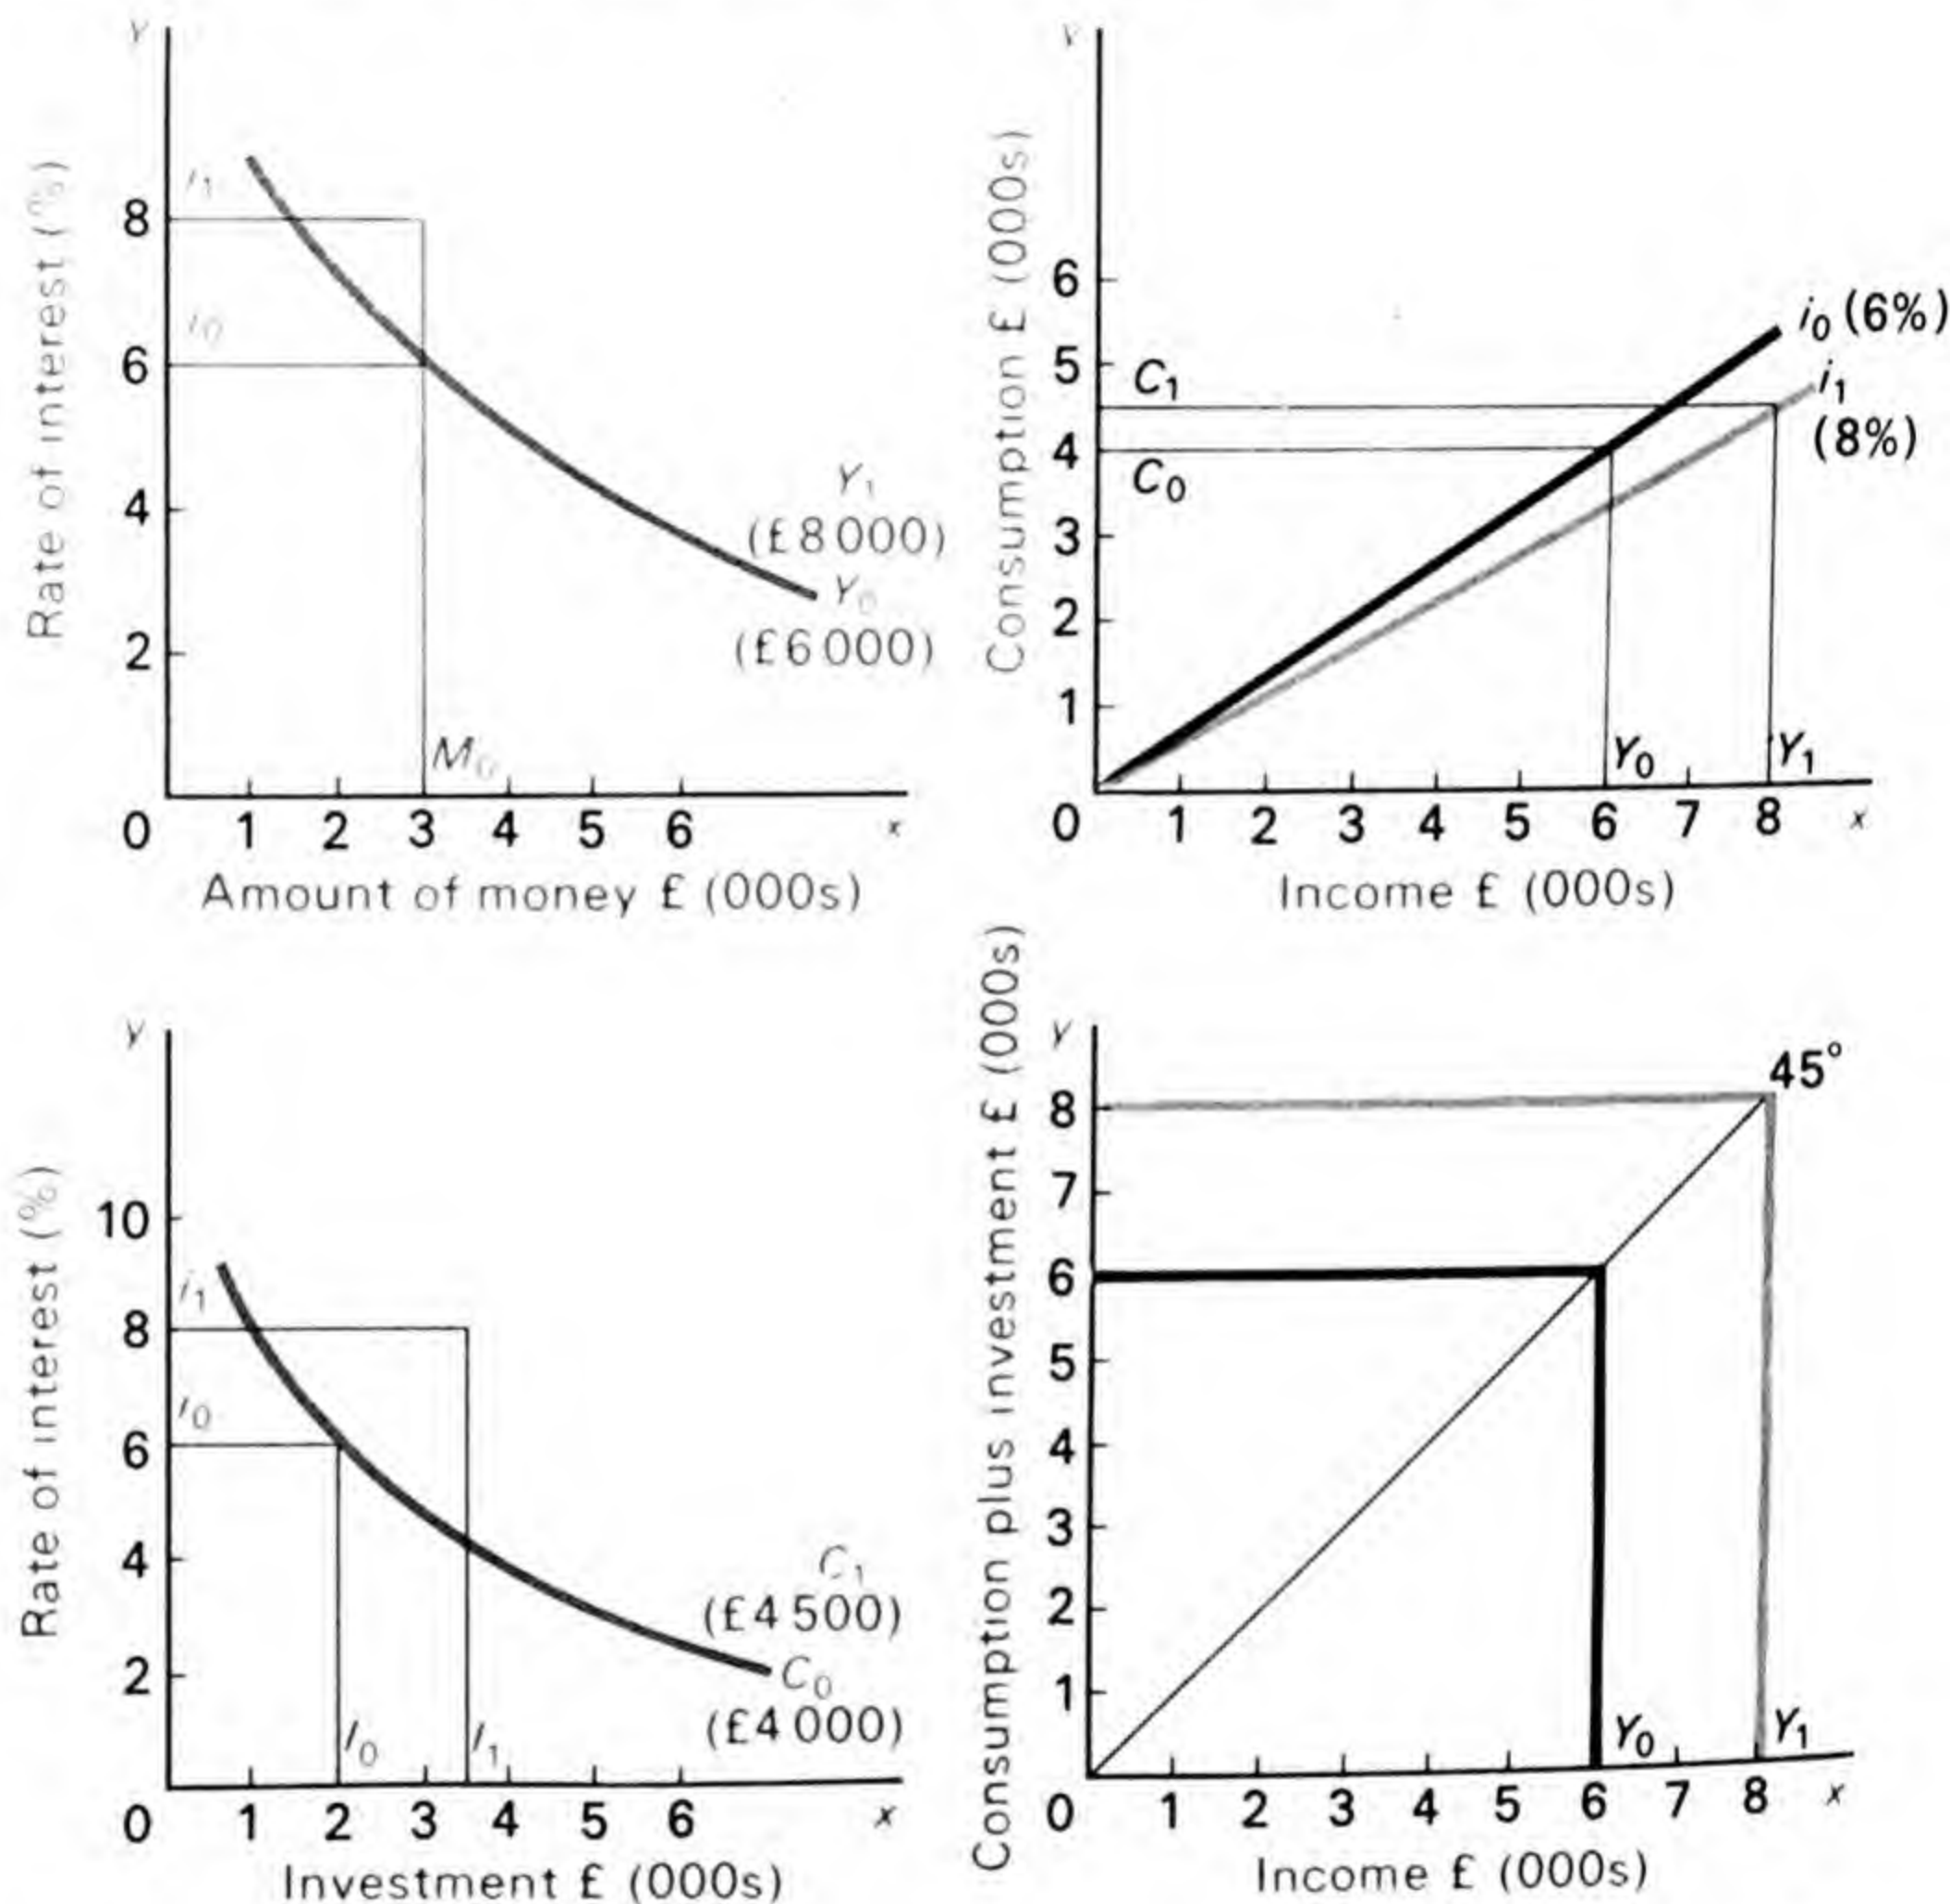 y
Rate of interest (%)
i1
8
i0
6
4
2
Y1
(£8 000)
Y0
(£6 000)
M0
0 1 2 3 4 5 6 x
Amount of money £ (000s)
y
Consumption £ (000s)
6
5
4
3
2
1
C1
C0
i0 (6%)
i1
(8%)
Y0 Y1
0 1 2 3 4 5 6 7 8 x
Income £ (000s)
y
Rate of interest (%)
10
i1
8
i0
6
4
2
C1
(£4 500)
C0
(£4 000)
I0 I1
0 1 2 3 4 5 6 x
Investment £ (000s)
y
Consumption plus investment £ (000s)
45°
8
7
6
5
4
3
2
1
Y0 Y1
0 1 2 3 4 5 6 7 8 x
Income £ (000s)